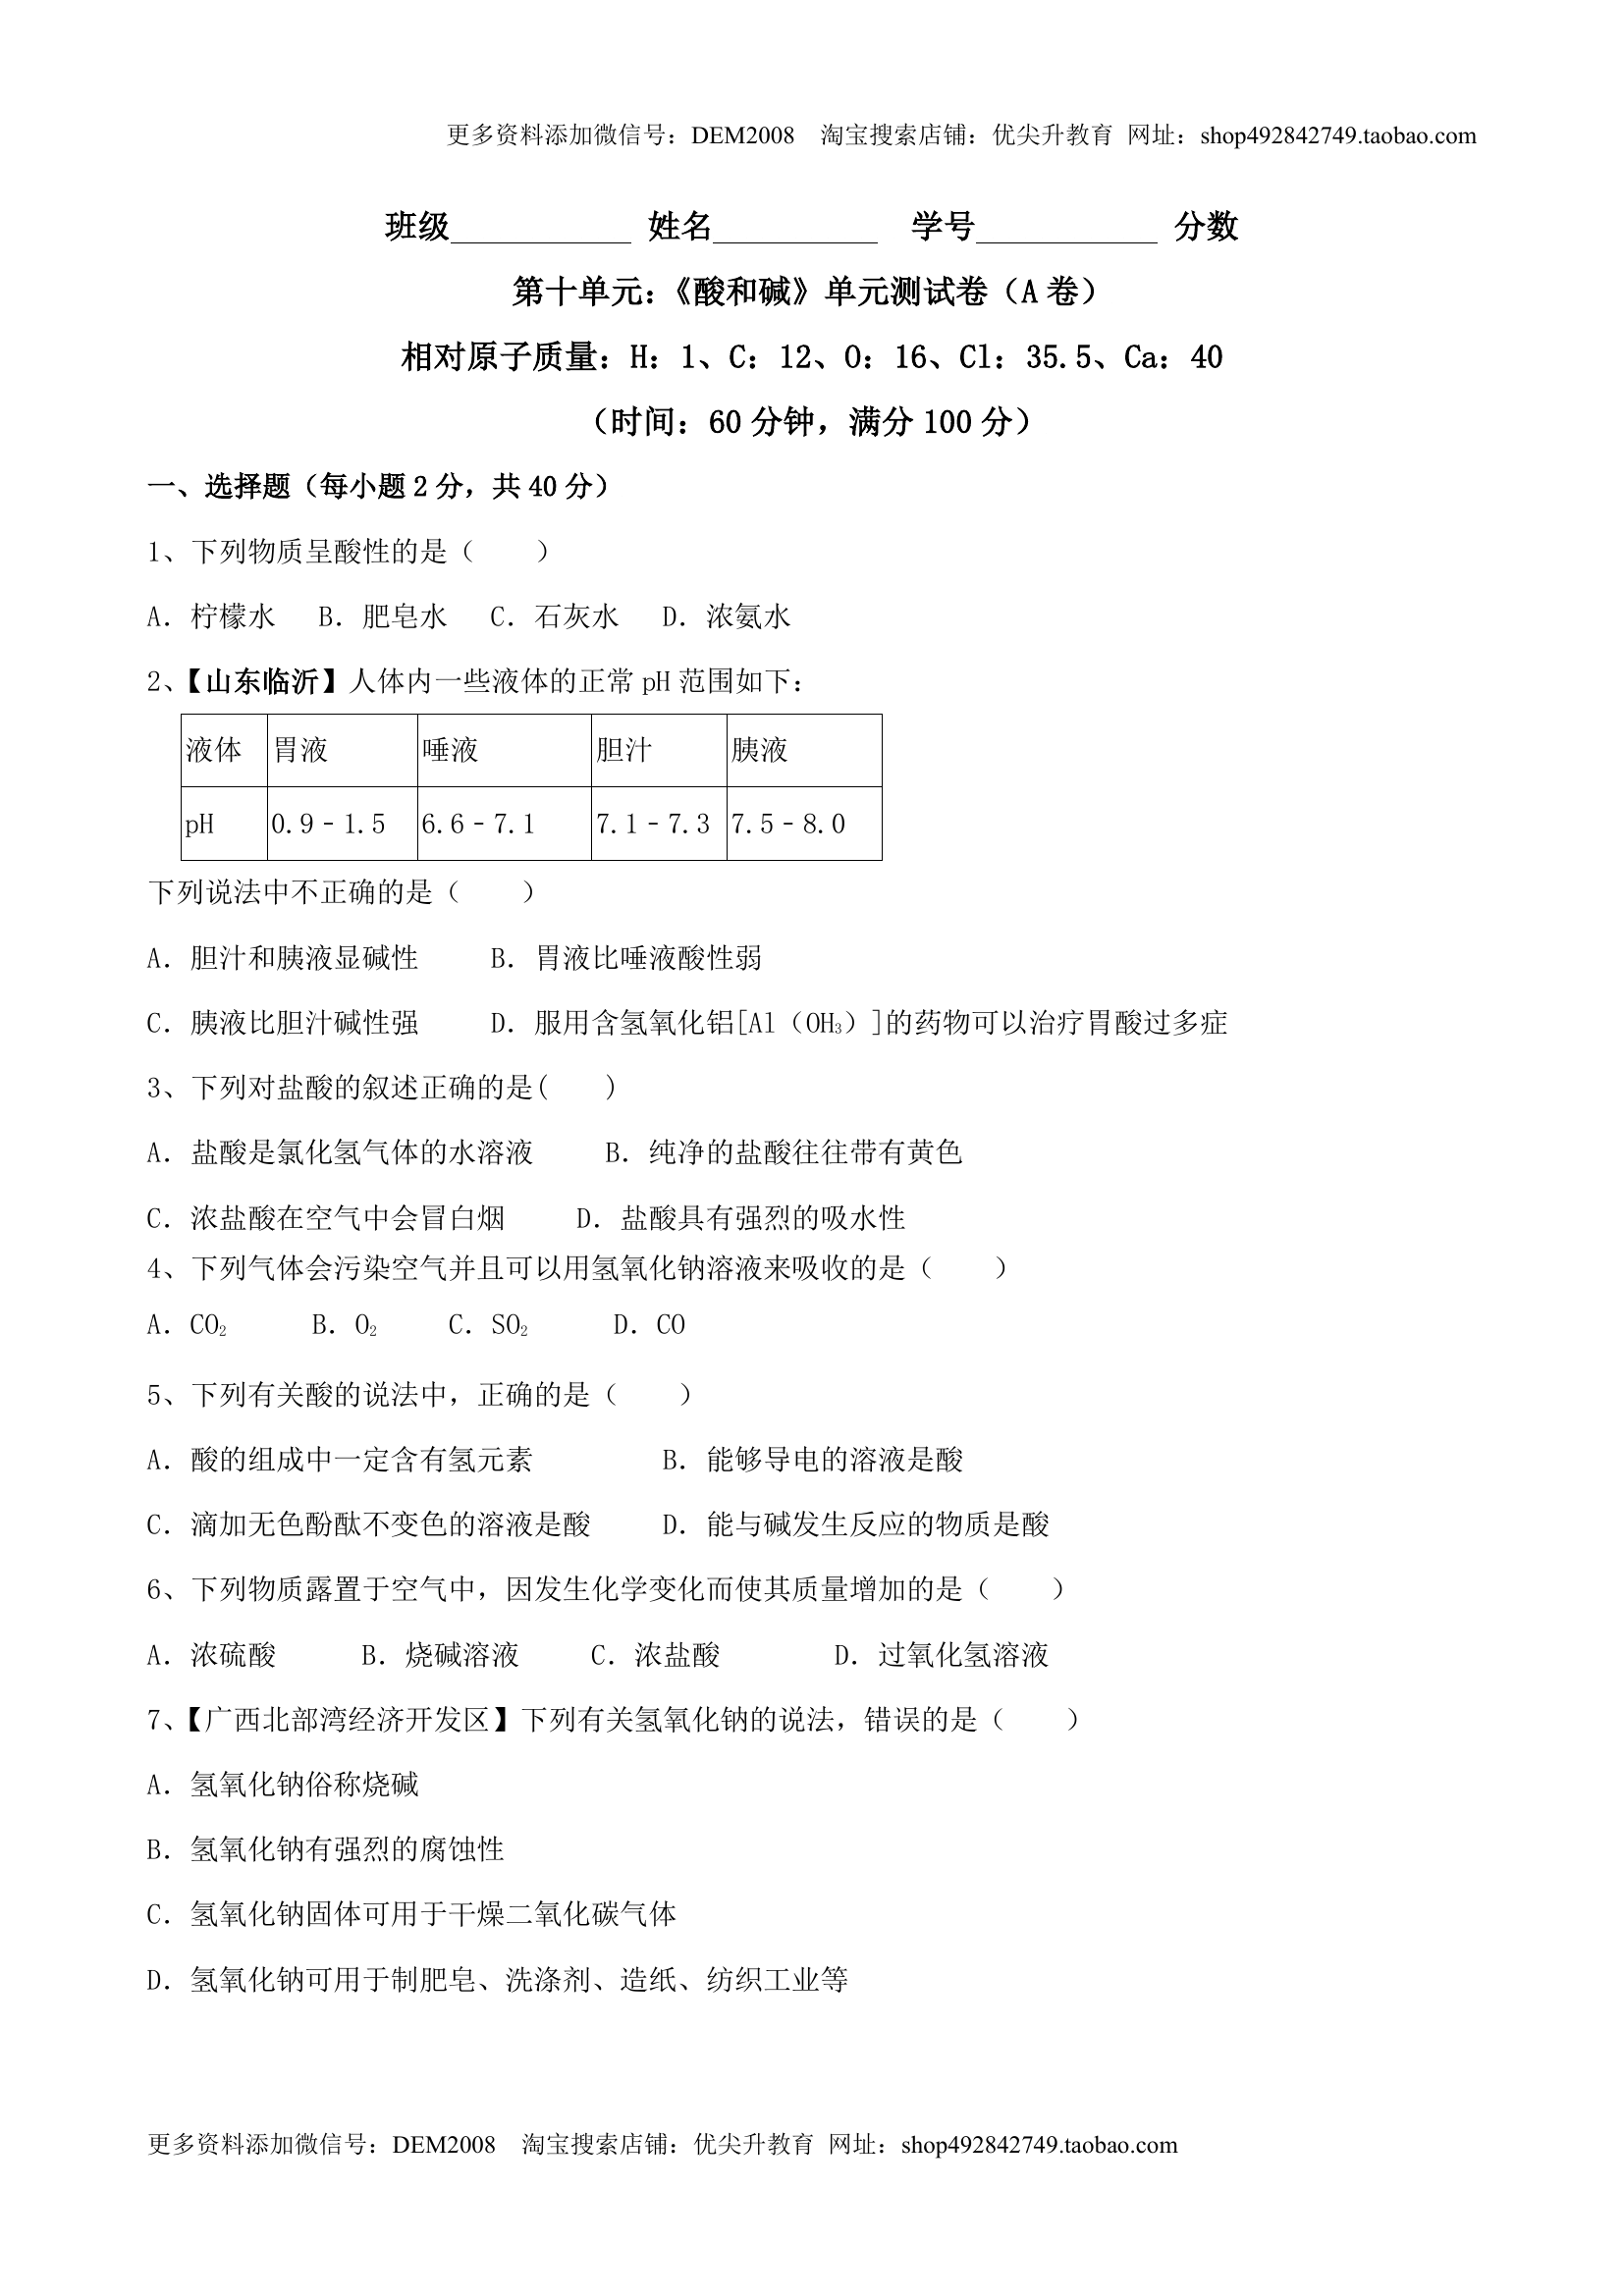 更多资料添加微信号：DEM2008 淘宝搜索店铺：优尖升教育 网址：shop492842749.taobao.com
班级___________ 姓名__________ 学号___________ 分数
第十单元：《酸和碱》单元测试卷（A 卷）
相对原子质量：H：1、C：12、O：16、Cl：35.5、Ca：40
（时间：60 分钟，满分 100 分）
一、选择题（每小题 2 分，共 40 分）
1、下列物质呈酸性的是（　　）
A．柠檬水 B．肥皂水 C．石灰水 D．浓氨水
2、【山东临沂】人体内一些液体的正常 pH 范围如下：
液体 胃液 唾液 胆汁 胰液
pH 0.9﹣1.5 6.6﹣7.1 7.1﹣7.3 7.5﹣8.0
下列说法中不正确的是（　　）
A．胆汁和胰液显碱性 B．胃液比唾液酸性弱
C．胰液比胆汁碱性强 D．服用含氢氧化铝[Al（OH₃）]的药物可以治疗胃酸过多症
3、下列对盐酸的叙述正确的是(　　)
A．盐酸是氯化氢气体的水溶液 B．纯净的盐酸往往带有黄色
C．浓盐酸在空气中会冒白烟 D．盐酸具有强烈的吸水性
4、下列气体会污染空气并且可以用氢氧化钠溶液来吸收的是（　　）
A．CO₂ B．O₂ C．SO₂ D．CO
5、下列有关酸的说法中，正确的是（　　）
A．酸的组成中一定含有氢元素 B．能够导电的溶液是酸
C．滴加无色酚酞不变色的溶液是酸 D．能与碱发生反应的物质是酸
6、下列物质露置于空气中，因发生化学变化而使其质量增加的是（　　）
A．浓硫酸 B．烧碱溶液 C．浓盐酸 D．过氧化氢溶液
7、【广西北部湾经济开发区】下列有关氢氧化钠的说法，错误的是（　　）
A．氢氧化钠俗称烧碱
B．氢氧化钠有强烈的腐蚀性
C．氢氧化钠固体可用于干燥二氧化碳气体
D．氢氧化钠可用于制肥皂、洗涤剂、造纸、纺织工业等
更多资料添加微信号：DEM2008 淘宝搜索店铺：优尖升教育 网址：shop492842749.taobao.com